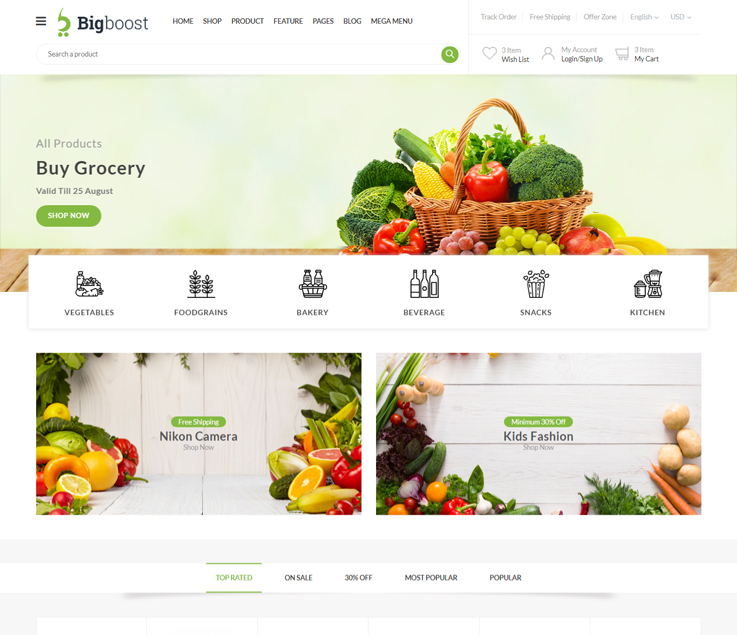 Bigboost
HOME SHOP PRODUCT FEATURE PAGES BLOG MEGA MENU
Track Order Free Shipping Offer Zone English USD
Search a product
3 Item
Wish List
My Account
Login/Sign Up
3 Item
My Cart
All Products
Buy Grocery
Valid Till 25 August
SHOP NOW
VEGETABLES FOODGRAINS BAKERY BEVERAGE SNACKS KITCHEN
Free Shipping
Nikon Camera
Shop Now
Minimum 30% Off
Kids Fashion
Shop Now
TOP RATED ON SALE 30% OFF MOST POPULAR POPULAR